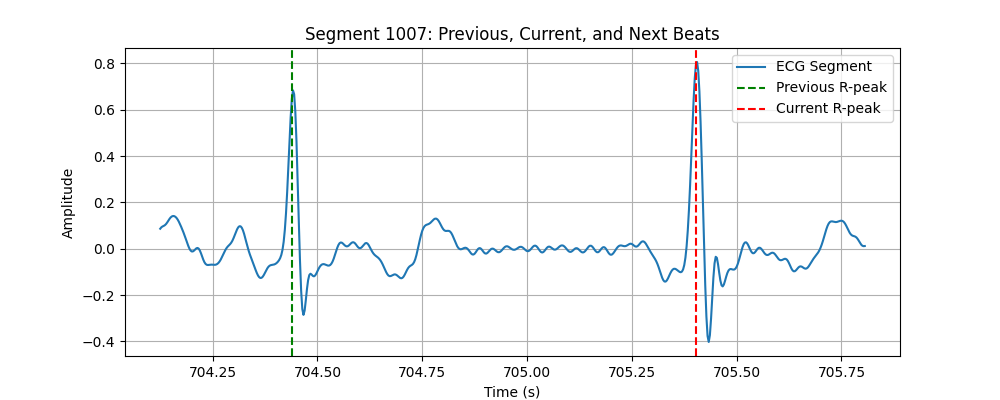 Segment 1007: Previous, Current, and Next Beats
ECG Segment
Previous R-peak
Current R-peak
0.8
0.6
0.4
0.2
0.0
−0.2
−0.4
Amplitude
704.25 704.50 704.75 705.00 705.25 705.50 705.75
Time (s)